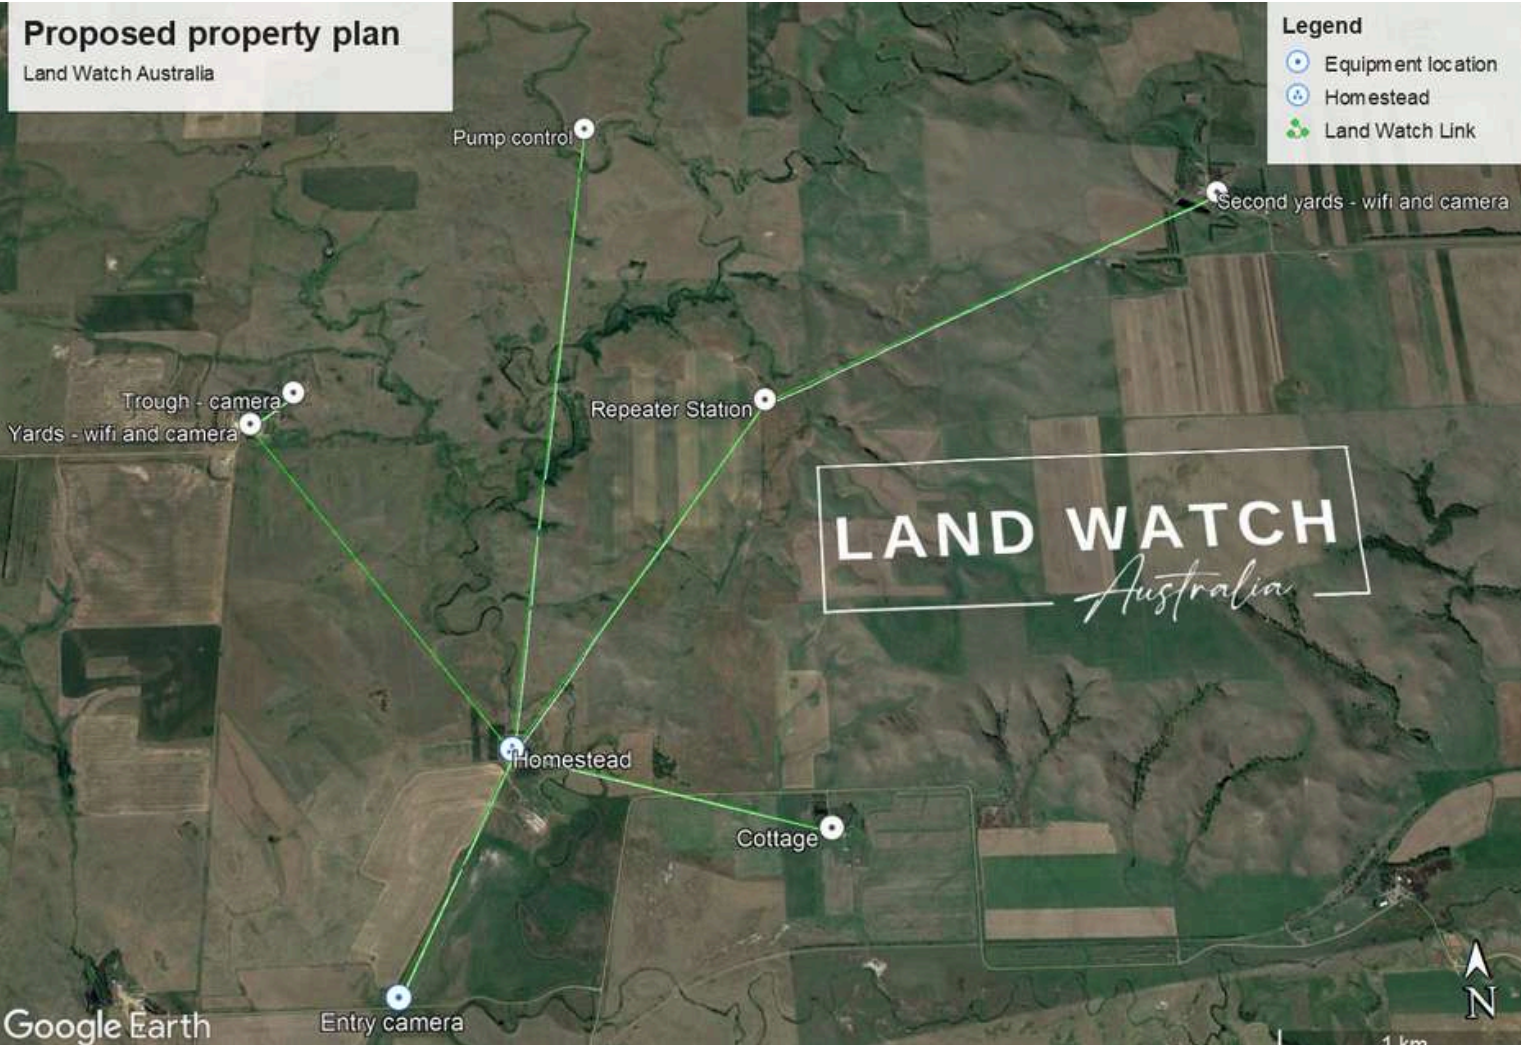 Proposed property plan
Land Watch Australia
Legend
Equipment location
Homestead
Land Watch Link
Pump control
Second yards - wifi and camera
Trough - camera
Repeater Station
Yards - wifi and camera
LAND WATCH
Australia
Homestead
Cottage
Entry camera
Google Earth
N
1 km